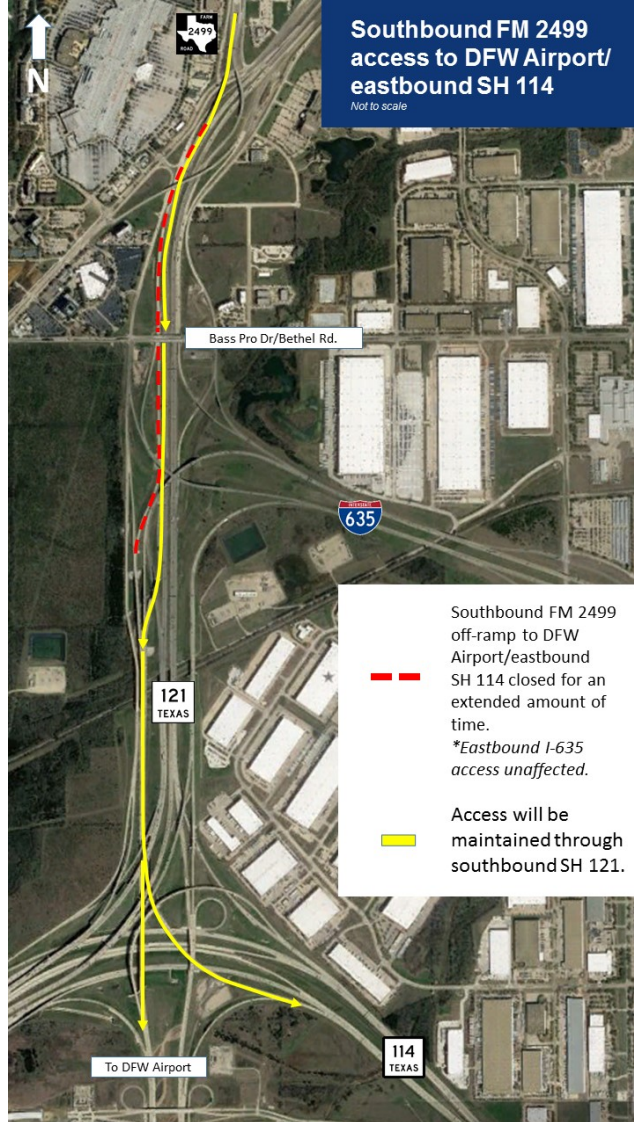 FARM
2499
ROAD
N
Southbound FM 2499
access to DFW Airport/
eastbound SH 114
Not to scale
Bass Pro Dr/Bethel Rd.
INTERSTATE
635
Southbound FM 2499
off-ramp to DFW
Airport/eastbound
SH 114 closed for an
extended amount of
time.
*Eastbound I-635
access unaffected.
121
TEXAS
Access will be
maintained through
southbound SH 121.
114
TEXAS
To DFW Airport